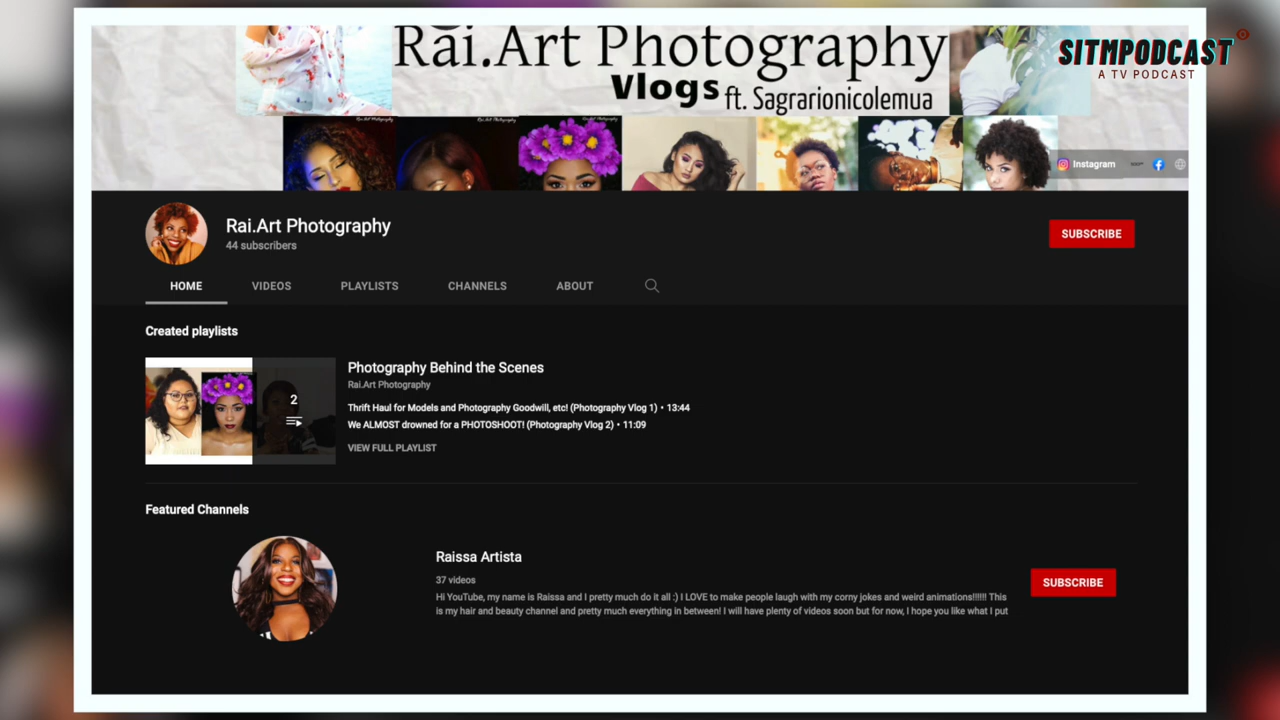 Rai.Art Photography
Vlogs ft. Sagrarionicolemua
SITMPODCAST
A TV PODCAST
Instagram
Rai.Art Photography
44 subscribers
SUBSCRIBE
HOME VIDEOS PLAYLISTS CHANNELS ABOUT
Created playlists
2
Photography Behind the Scenes
Rai.Art Photography
Thrift Haul for Models and Photography Goodwill, etc! (Photography Vlog 1) • 13:44
We ALMOST drowned for a PHOTOSHOOT! (Photography Vlog 2) • 11:09
VIEW FULL PLAYLIST
Featured Channels
Raissa Artista
37 videos
Hi YouTube, my name is Raissa and I pretty much do it all :) I LOVE to make people laugh with my corny jokes and weird animations!!!!!! This
is my hair and beauty channel and pretty much everything in between! I will have plenty of videos soon but for now, I hope you like what I put
SUBSCRIBE